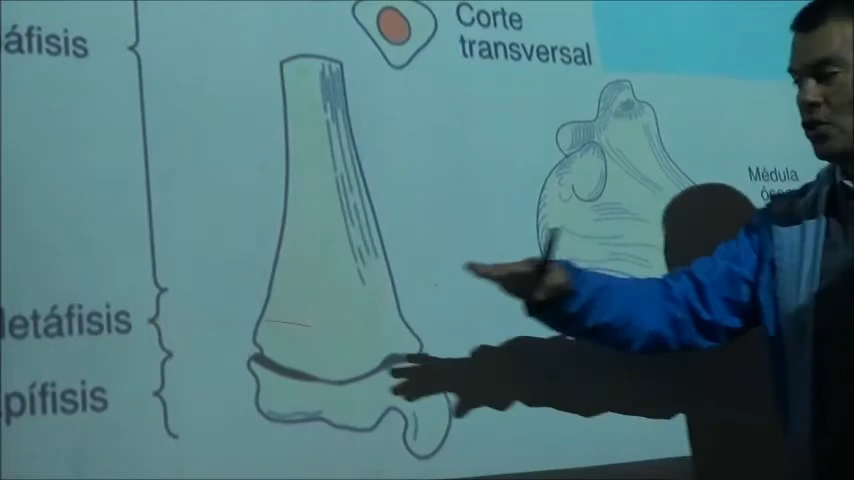 áfisis
Corte
transversal
Médula
etáfisis
pífisis